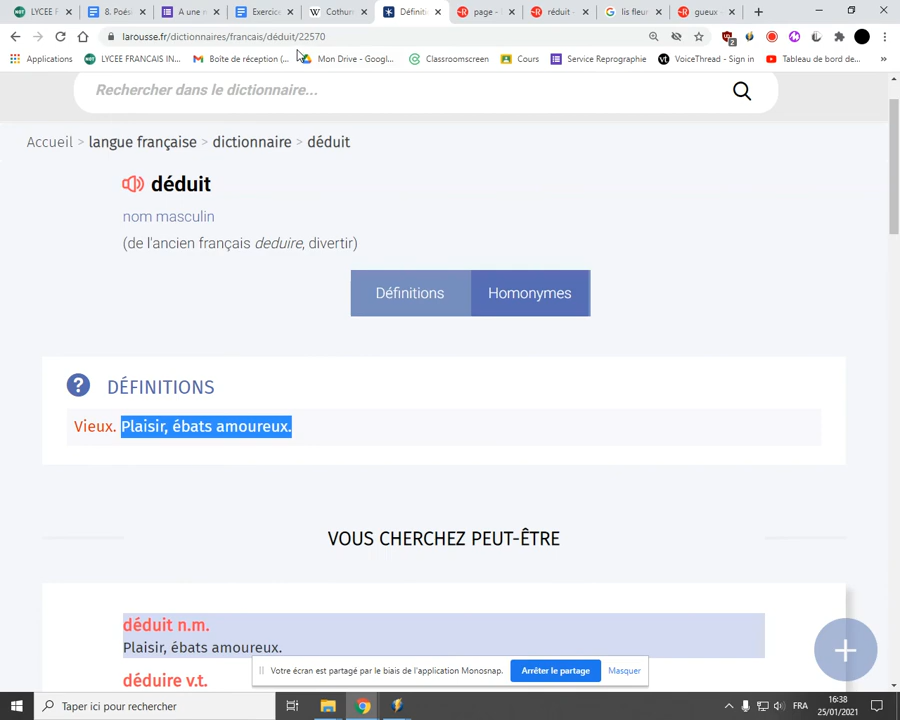 LYCEE F
8. Poési
A une m
Exercice
Cothurn
Définiti
page -
réduit -
lis fleur
gueux -
larousse.fr/dictionnaires/francais/déduit/22570
Applications
LYCEE FRANCAIS IN...
Boîte de réception (...
Mon Drive - Googl...
Classroomscreen
Cours
Service Reprographie
VoiceThread - Sign in
Tableau de bord de...
»
Rechercher dans le dictionnaire...
Accueil > langue française > dictionnaire > déduit
déduit
nom masculin
(de l'ancien français deduire, divertir)
Définitions
Homonymes
? DÉFINITIONS
Vieux. Plaisir, ébats amoureux.
VOUS CHERCHEZ PEUT-ÊTRE
déduit n.m.
Plaisir, ébats amoureux.
Votre écran est partagé par le biais de l'application Monosnap.
Arrêter le partage
Masquer
déduire v.t.
Taper ici pour rechercher
FRA
16:38
25/01/2021